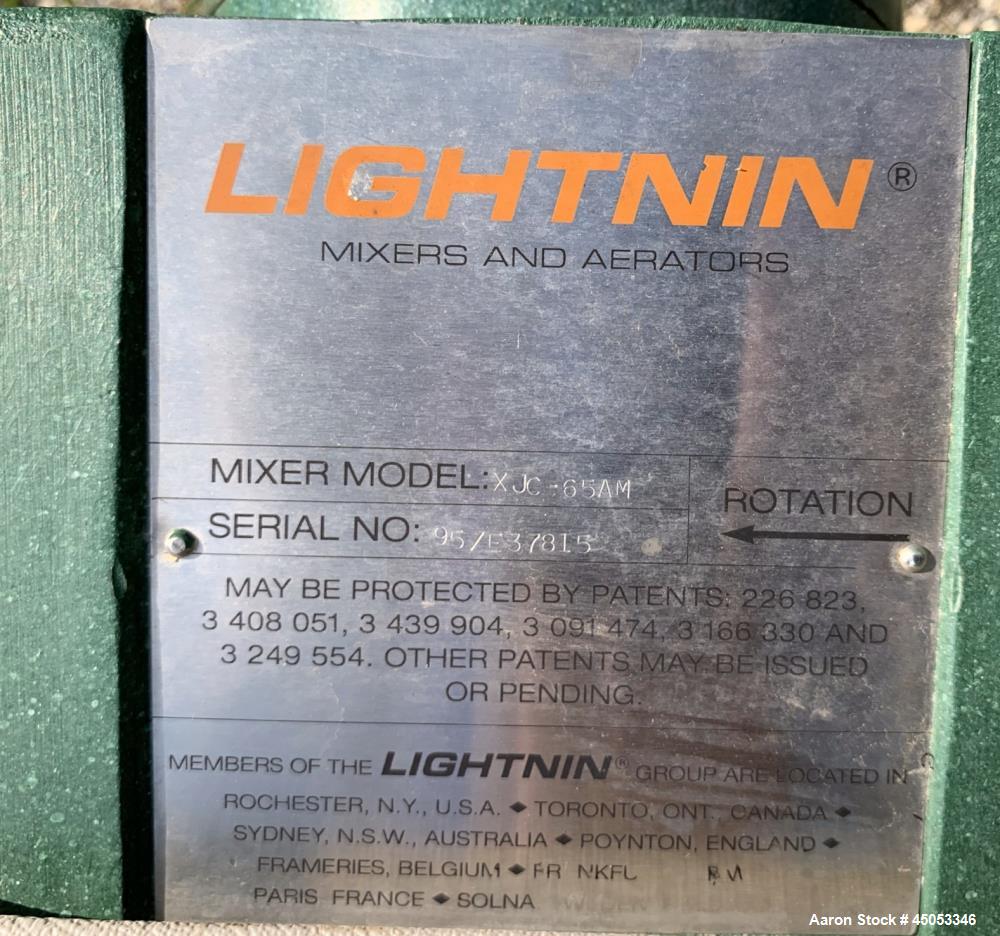 LIGHTNIN®
MIXERS AND AERATORS
MIXER MODEL: XJC-65AM
ROTATION
SERIAL NO: 95/E37815
MAY BE PROTECTED BY PATENTS: 226 823,
3 408 051, 3 439 904, 3 091 474, 3 166 330 AND
3 249 554. OTHER PATENTS MAY BE ISSUED
OR PENDING.
MEMBERS OF THE LIGHTNIN® GROUP ARE LOCATED IN
ROCHESTER, N.Y., U.S.A. ◆ TORONTO, ONT., CANADA ◆
SYDNEY, N.S.W., AUSTRALIA ◆ POYNTON, ENGLAND ◆
FRAMERIES, BELGIUM ◆
PARIS FRANCE ◆ SOLNA
Aaron Stock # 45053346